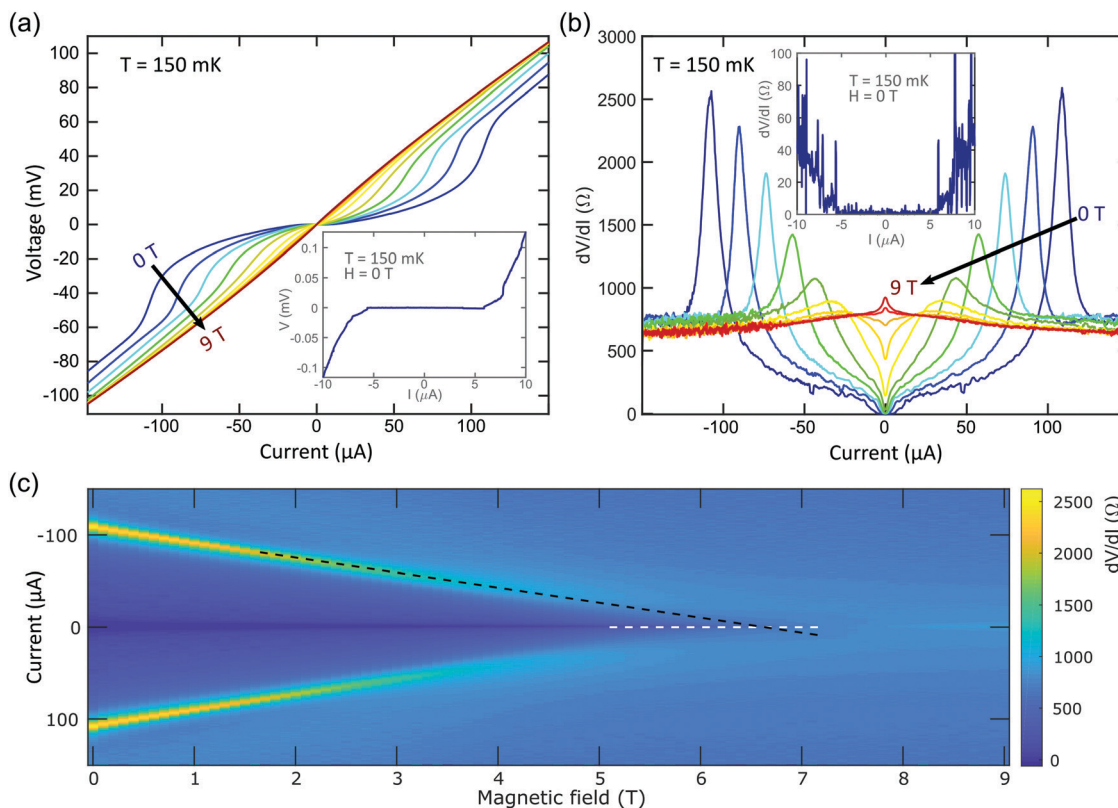 (a)
T = 150 mK
Voltage (mV)
100
80
60
40
20
0
-20
-40
-60
-80
-100
0 T
9 T
T = 150 mK
H = 0 T
V (mV)
0.1
0.05
0
-0.05
-0.1
-10
-5
0
5
10
I (μA)
-100
-50
0
50
100
Current (μA)
(b)
T = 150 mK
dV/dI (Ω)
3000
2500
2000
1500
1000
500
0
T = 150 mK
H = 0 T
dV/dI (Ω)
100
80
60
40
20
0
-10
-5
0
5
10
I (μA)
0 T
9 T
-100
-50
0
50
100
Current (μA)
(c)
Current (μA)
-100
0
100
0
1
2
3
4
5
6
7
8
9
Magnetic field (T)
2500
2000
1500
1000
500
0
dV/dI (Ω)